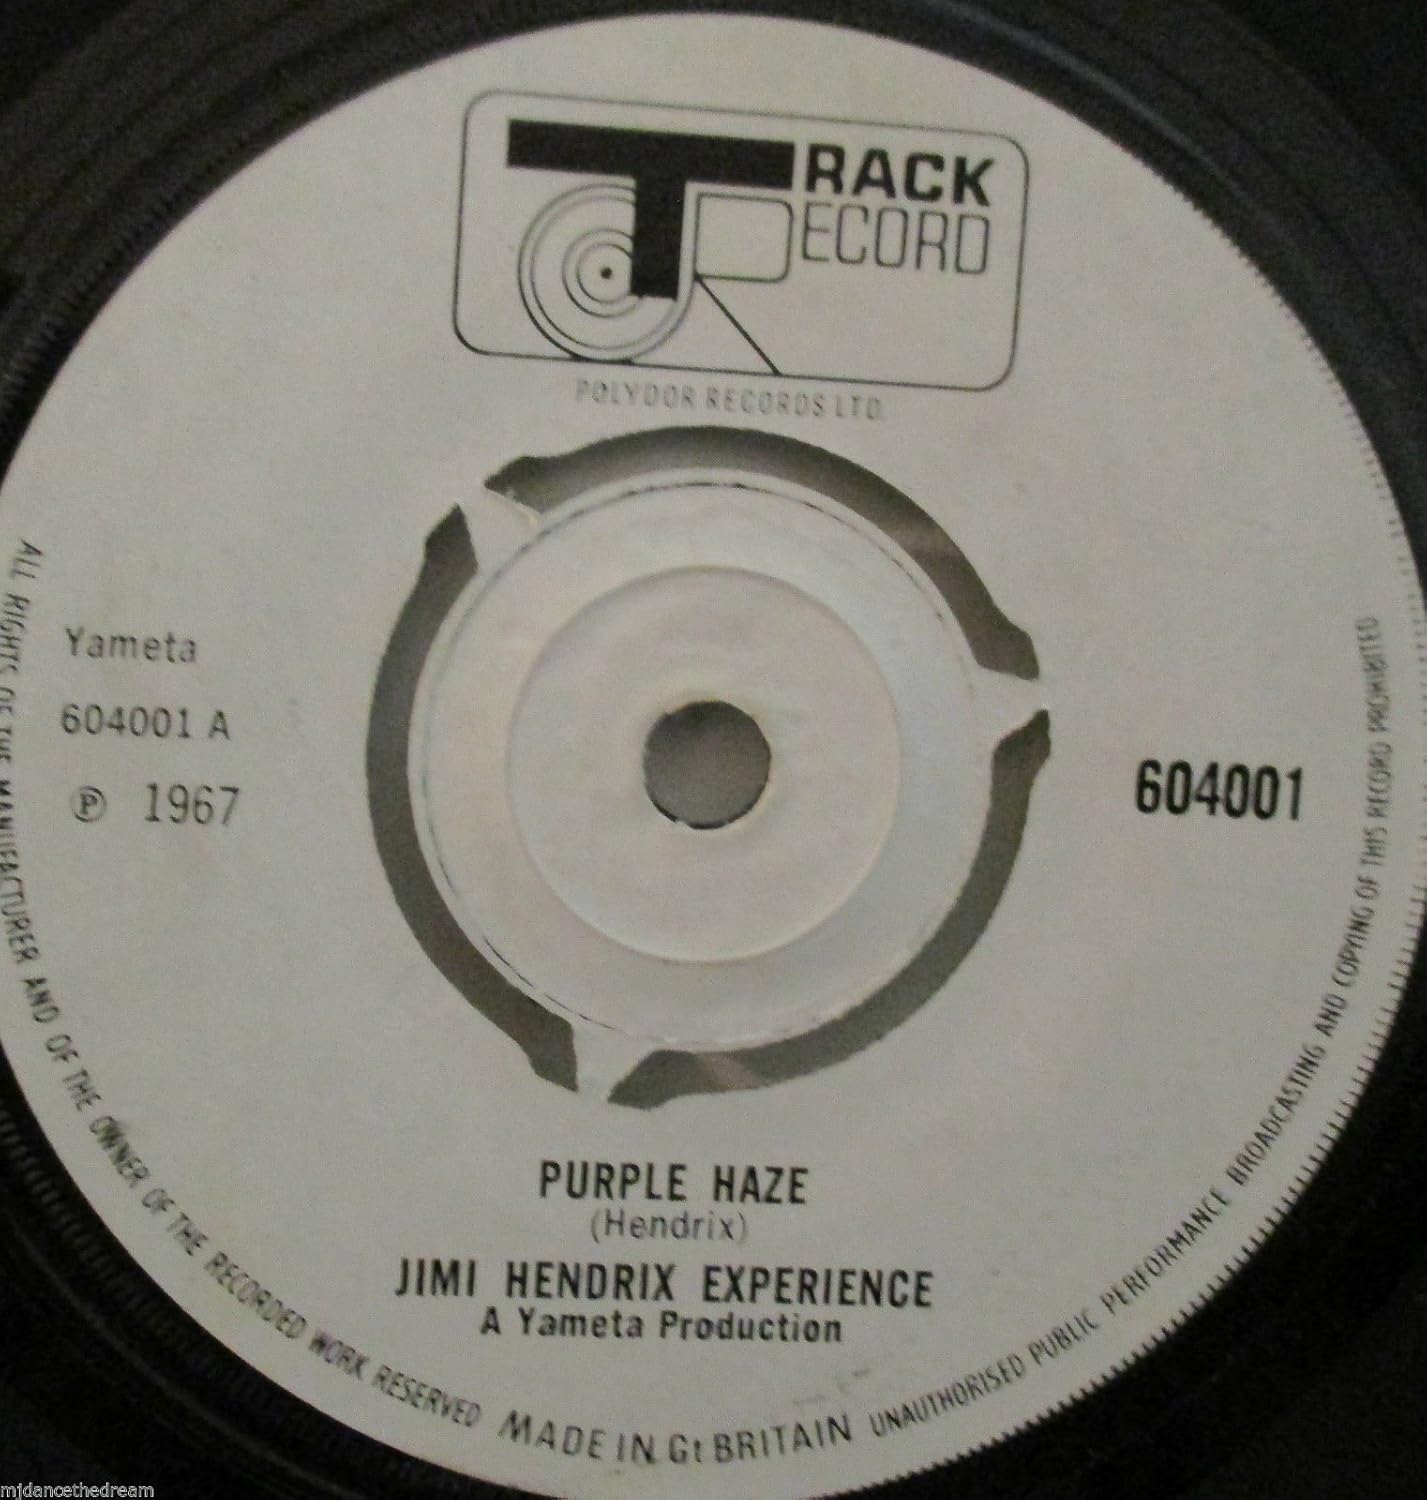 TRACK
RECORD
POLYDOR RECORDS LTD.
Yameta
604001 A
Ⓟ 1967
604001
PURPLE HAZE
(Hendrix)
JIMI HENDRIX EXPERIENCE
A Yameta Production
ALL RIGHTS OF THE MANUFACTURER AND OF THE OWNER OF THE RECORDED WORK RESERVED MADE IN Gt BRITAIN UNAUTHORISED PUBLIC PERFORMANCE BROADCASTING AND COPYING OF THIS RECORD PROHIBITED
mjdancethedream